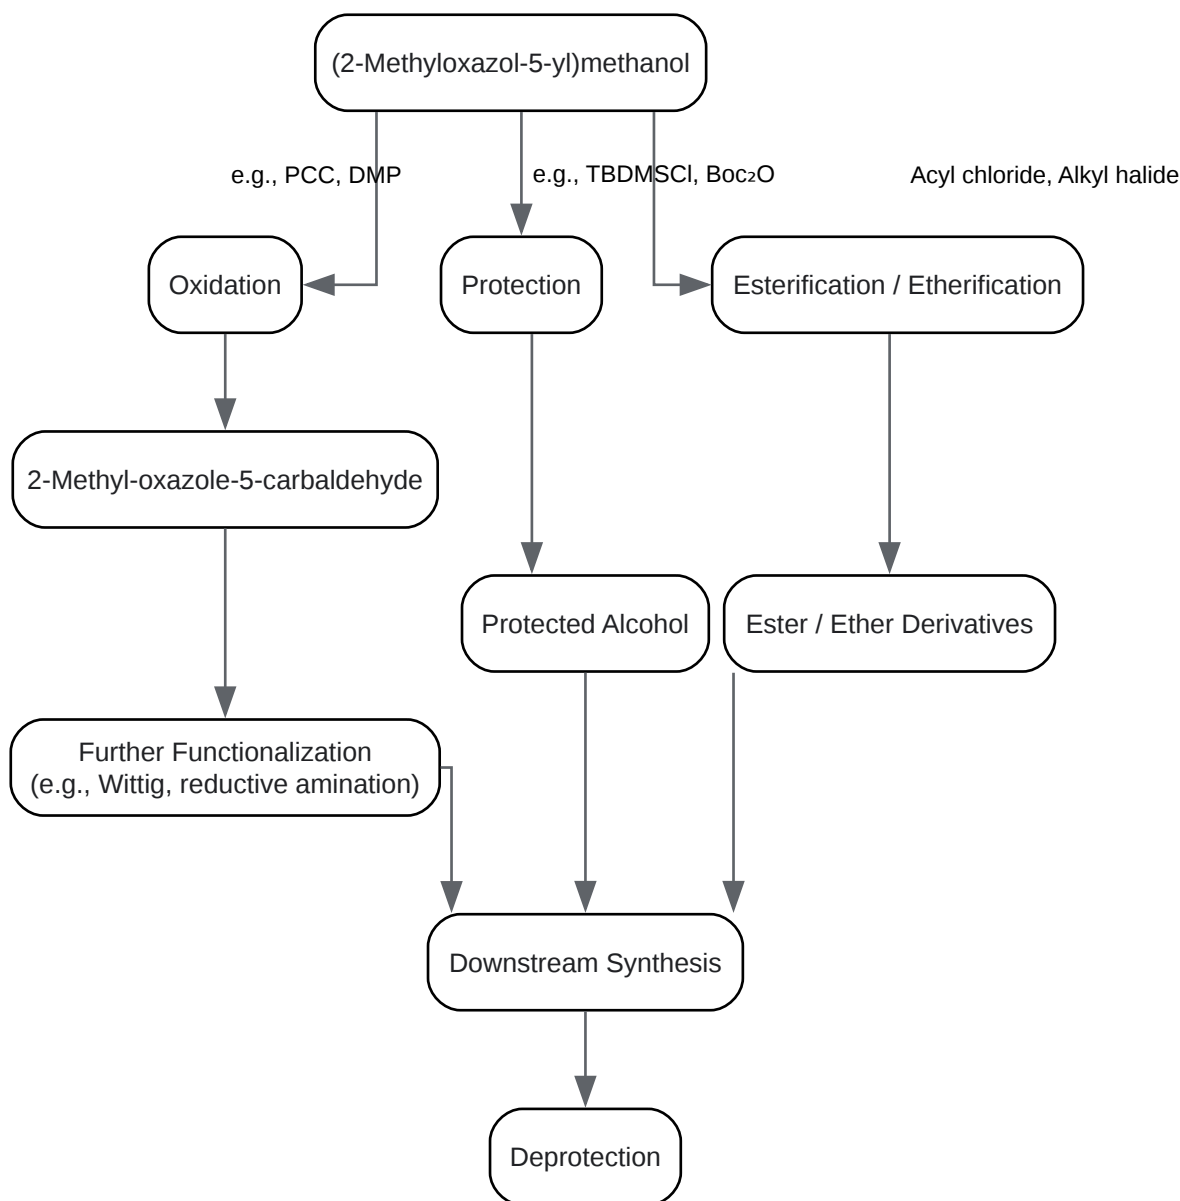 (2-Methyloxazol-5-yl)methanol
e.g., PCC, DMP
e.g., TBDMSCl, Boc₂O
Acyl chloride, Alkyl halide
Oxidation
Protection
Esterification / Etherification
2-Methyl-oxazole-5-carbaldehyde
Protected Alcohol
Ester / Ether Derivatives
Further Functionalization
(e.g., Wittig, reductive amination)
Downstream Synthesis
Deprotection